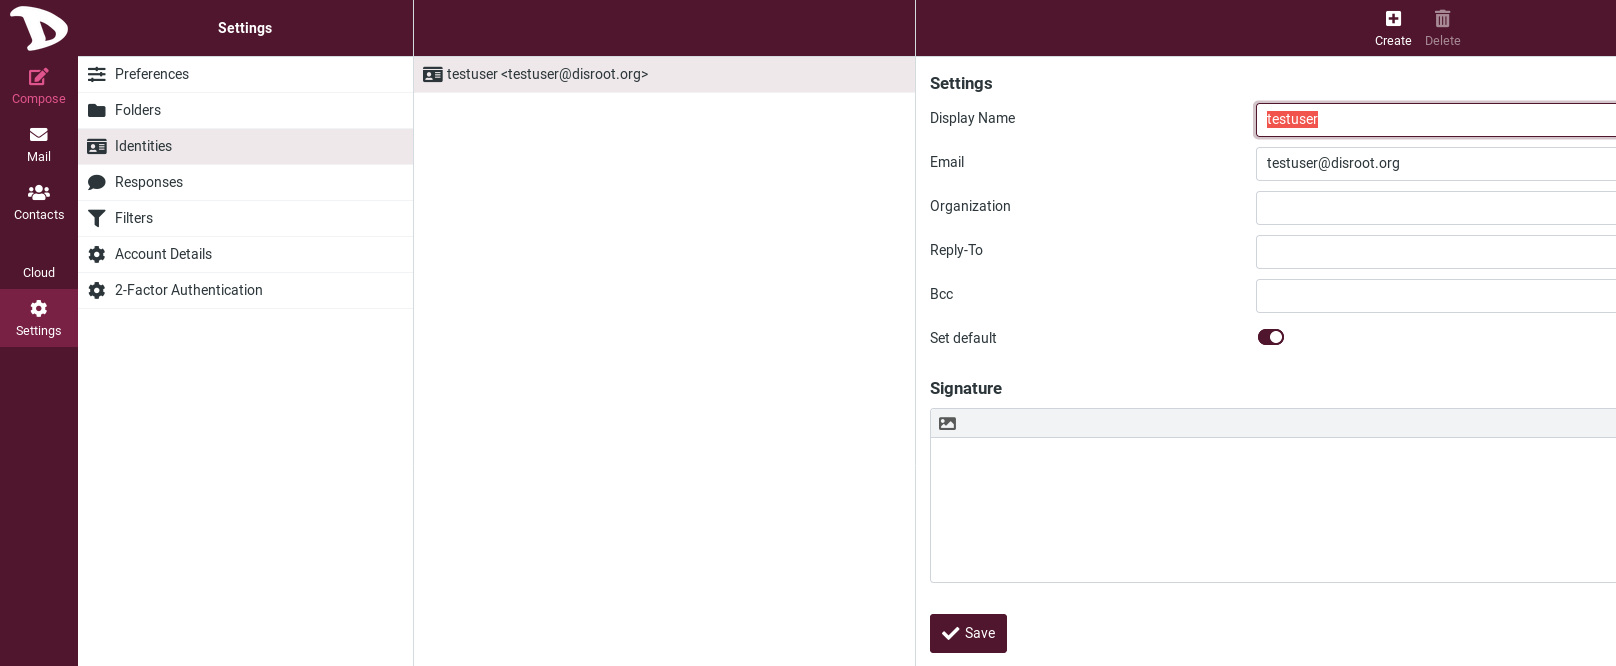 Settings
Create
Delete
Compose
Mail
Contacts
Cloud
Settings
Preferences
Folders
Identities
Responses
Filters
Account Details
2-Factor Authentication
testuser <testuser@disroot.org>
Settings
Display Name
testuser
Email
testuser@disroot.org
Organization
Reply-To
Bcc
Set default
Signature
Save